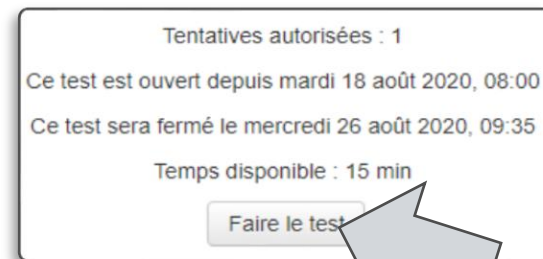 Tentatives autorisées : 1
Ce test est ouvert depuis mardi 18 août 2020, 08:00
Ce test sera fermé le mercredi 26 août 2020, 09:35
Temps disponible : 15 min
Faire le test